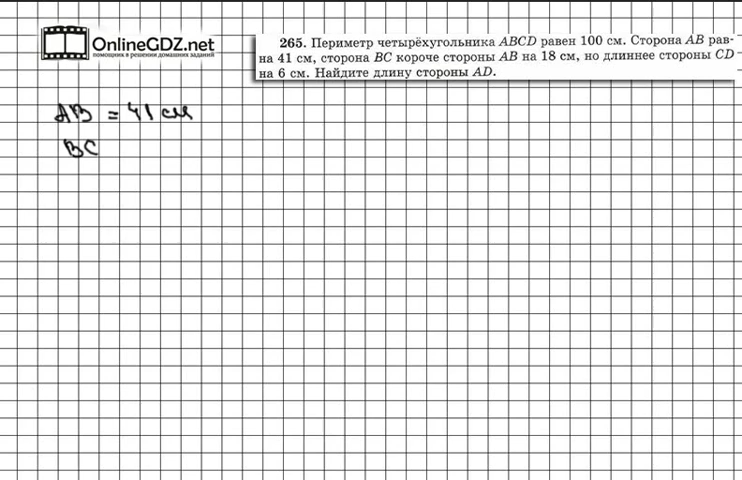 OnlineGDZ.net
помощник в решении домашних заданий
265. Периметр четырёхугольника ABCD равен 100 см. Сторона AB рав-
на 41 см, сторона BC короче стороны AB на 18 см, но длиннее стороны CD
на 6 см. Найдите длину стороны AD.
AB = 41 см
BC